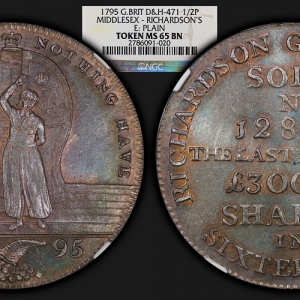 1795 G.BRIT D&H-471 1/2P
MIDDLESEX - RICHARDSON'S
E: PLAIN
TOKEN MS 65 BN
2786091-020
NGC
NOTHING HAVE
95
RICHARDSON G
SOL
N
128
THE LAST
£300
SHA
IN
SIXTE